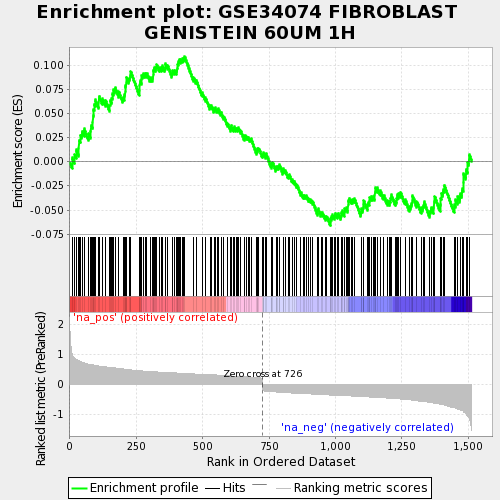 Enrichment plot: GSE34074 FIBROBLAST
GENISTEIN 60UM 1H
Enrichment score (ES)
0.100
0.075
0.050
0.025
0.000
-0.025
-0.050
-0.075
'na_pos' (positively correlated)
Ranked list metric (PreRanked)
2
1
0
-1
Zero cross at 726
'na_neg' (negatively correlated)
0
250
500
750
1,000
1,250
1,500
Rank in Ordered Dataset
Enrichment profile
Hits
Ranking metric scores